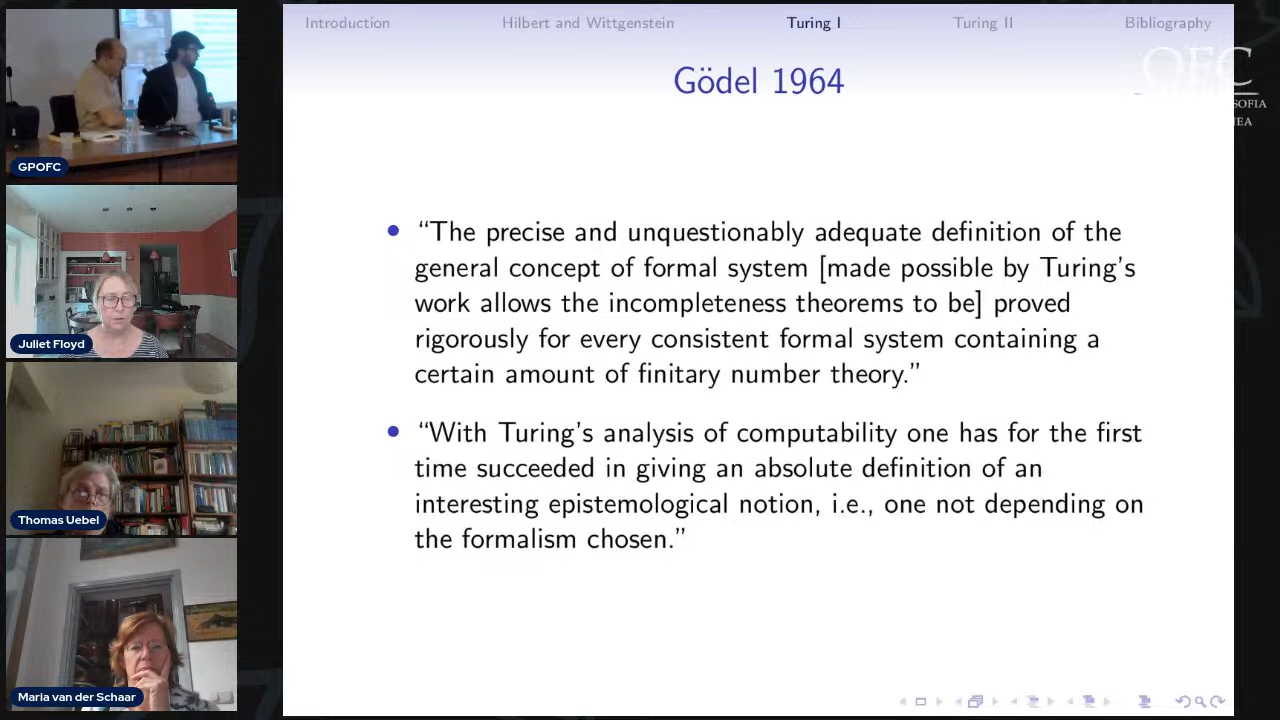 Introduction
Hilbert and Wittgenstein
Turing I
Turing II
Bibliography
Gödel 1964
OFC
SOFIA
NEA
• “The precise and unquestionably adequate definition of the
general concept of formal system [made possible by Turing’s
work allows the incompleteness theorems to be] proved
rigorously for every consistent formal system containing a
certain amount of finitary number theory.”
• “With Turing’s analysis of computability one has for the first
time succeeded in giving an absolute definition of an
interesting epistemological notion, i.e., one not depending on
the formalism chosen.”
GPOFC
Juliet Floyd
Thomas Uebel
Maria van der Schaar